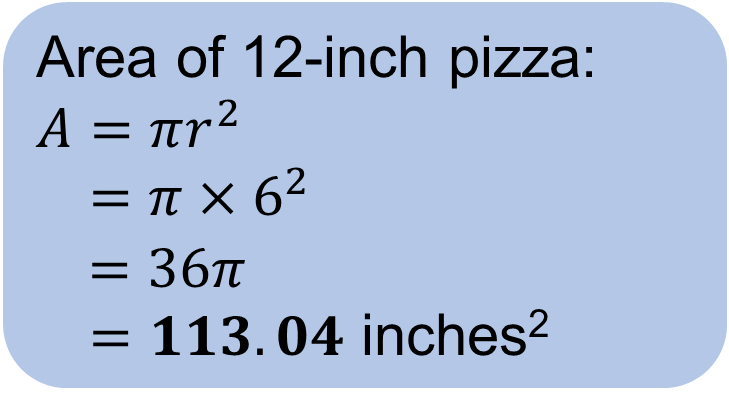 Area of 12-inch pizza:
A = πr²
= π × 6²
= 36π
= 113.04 inches²